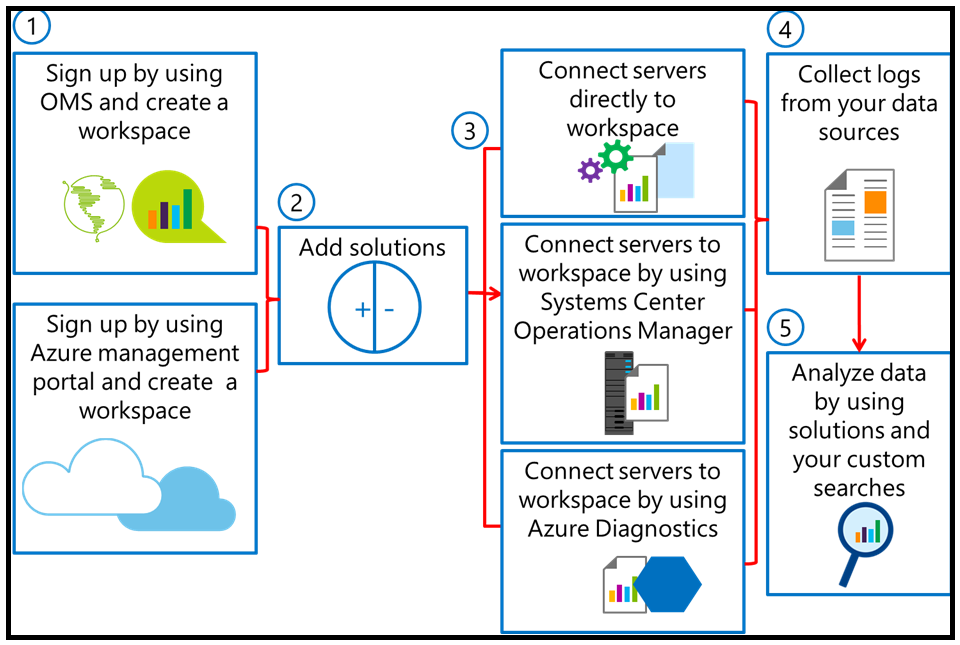 1
Sign up by using
OMS and create a
workspace
Sign up by using
Azure management
portal and create a
workspace
2
Add solutions
+ -
3
Connect servers
directly to
workspace
Connect servers to
workspace by using
Systems Center
Operations Manager
Connect servers to
workspace by using
Azure Diagnostics
4
Collect logs
from your data
sources
5
Analyze data
by using
solutions and
your custom
searches